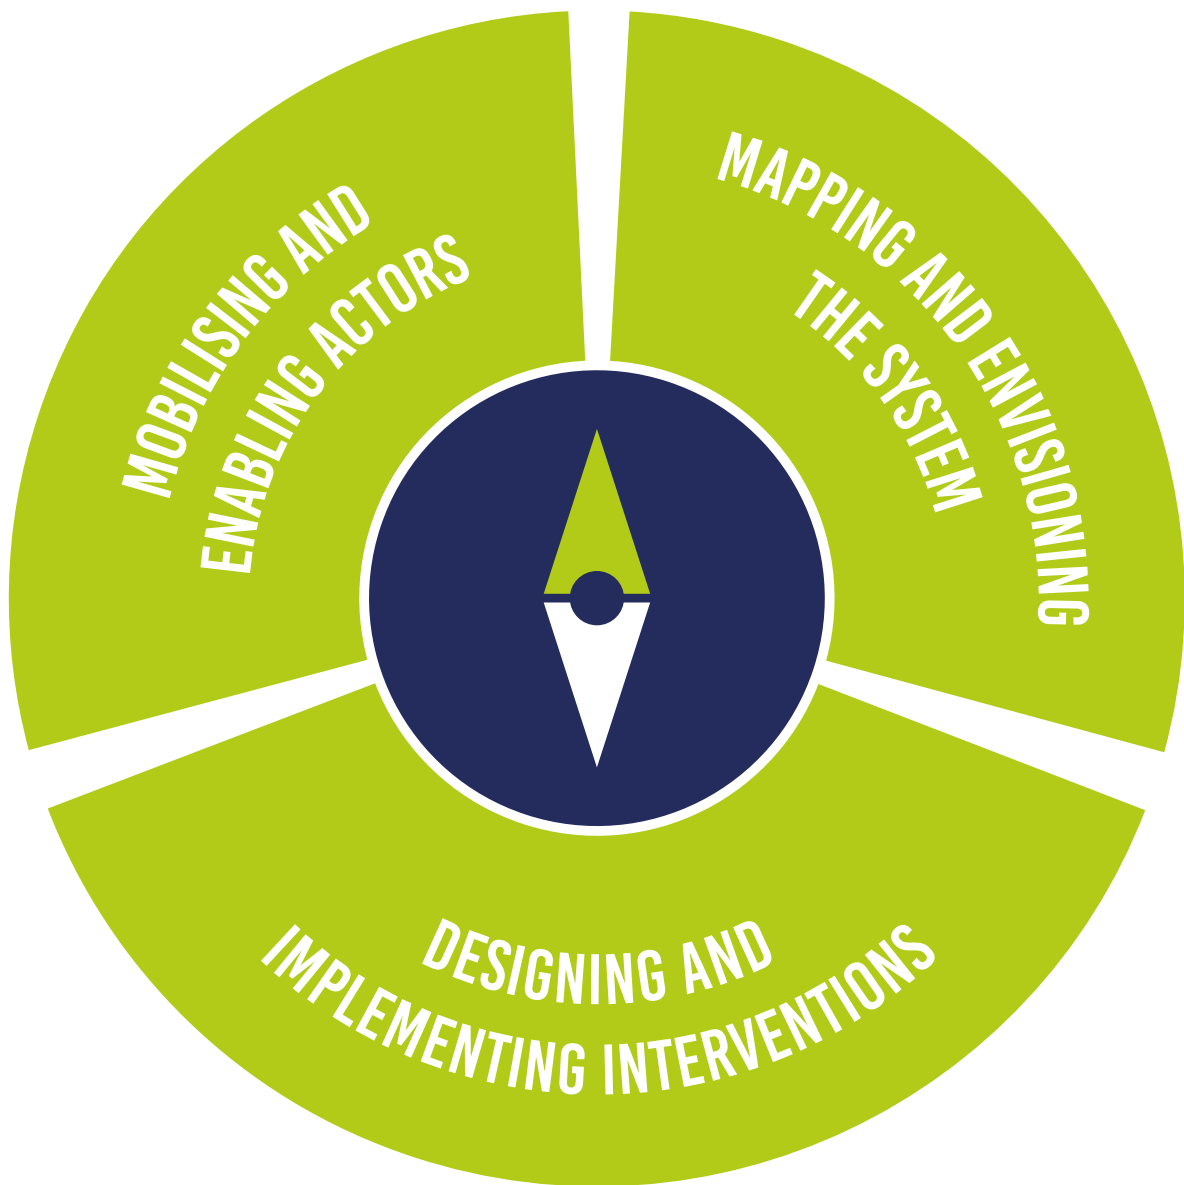 MOBILISING AND
ENABLING ACTORS
MAPPING AND ENVISIONING
THE SYSTEM
DESIGNING AND
IMPLEMENTING INTERVENTIONS